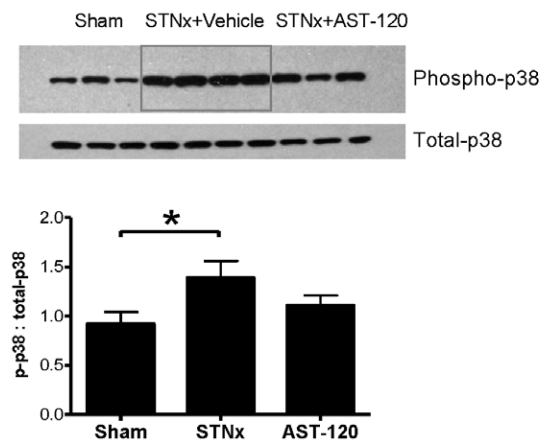 Sham STNx+Vehicle STNx+AST-120
Phospho-p38
Total-p38
2.0
1.5
1.0
0.5
0.0
p-p38 : total-p38
*
Sham STNx AST-120